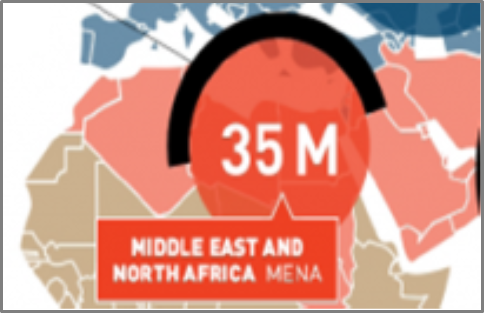 35 M
MIDDLE EAST AND
NORTH AFRICA MENA